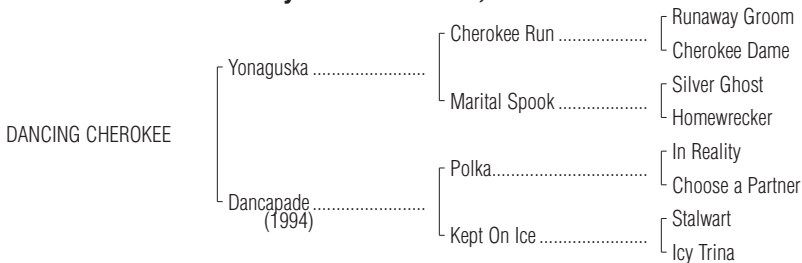 Runaway Groom
Cherokee Run ....................
Cherokee Dame
Yonaguska ........................
Silver Ghost
Marital Spook ....................
Homewrecker
DANCING CHEROKEE
In Reality
Polka..................................
Choose a Partner
Dancapade ........................
(1994)
Stalwart
Kept On Ice ........................
Icy Trina